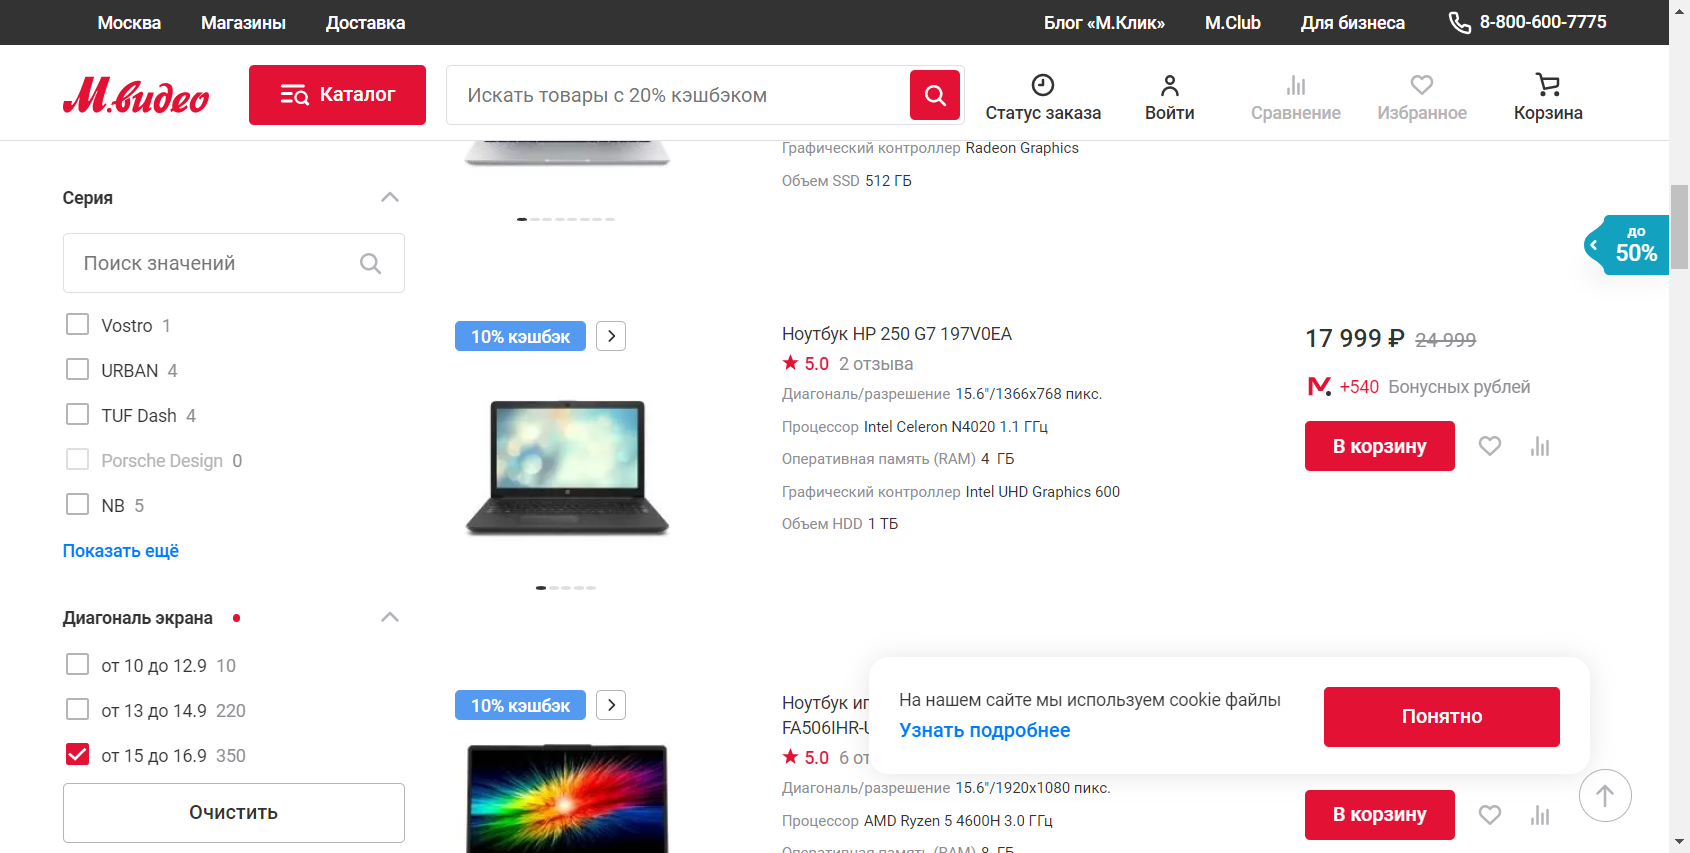 Москва Магазины Доставка Блог «М.Клик» M.Club Для бизнеса 8-800-600-7775
М.видео Каталог Искать товары с 20% кэшбэком Статус заказа Войти Сравнение Избранное Корзина
Графический контроллер Radeon Graphics
Объем SSD 512 ГБ
Серия
Поиск значений
Vostro 1
URBAN 4
TUF Dash 4
Porsche Design 0
NB 5
Показать ещё
Диагональ экрана
от 10 до 12.9 10
от 13 до 14.9 220
от 15 до 16.9 350
Очистить
до
50%
10% кэшбэк
Ноутбук HP 250 G7 197V0EA
5.0 2 отзыва
Диагональ/разрешение 15.6"/1366x768 пикс.
Процессор Intel Celeron N4020 1.1 ГГц
Оперативная память (RAM) 4 ГБ
Графический контроллер Intel UHD Graphics 600
Объем HDD 1 ТБ
17 999 ₽ 24 999
+540 Бонусных рублей
В корзину
10% кэшбэк
Ноутбук иг
FA506IHR-U
5.0 6 от
Диагональ/разрешение 15.6"/1920x1080 пикс.
Процессор AMD Ryzen 5 4600H 3.0 ГГц
Оперативная память (RAM) 8 ГБ
В корзину
На нашем сайте мы используем cookie файлы
Узнать подробнее
Понятно